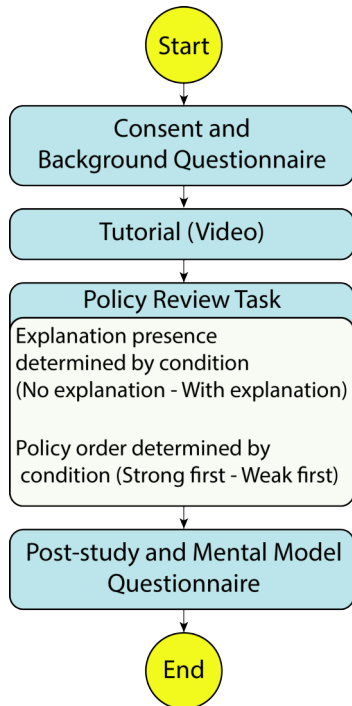 Start
Consent and
Background Questionnaire
Tutorial (Video)
Policy Review Task
Explanation presence
determined by condition
(No explanation - With explanation)
Policy order determined by
condition (Strong first - Weak first)
Post-study and Mental Model
Questionnaire
End